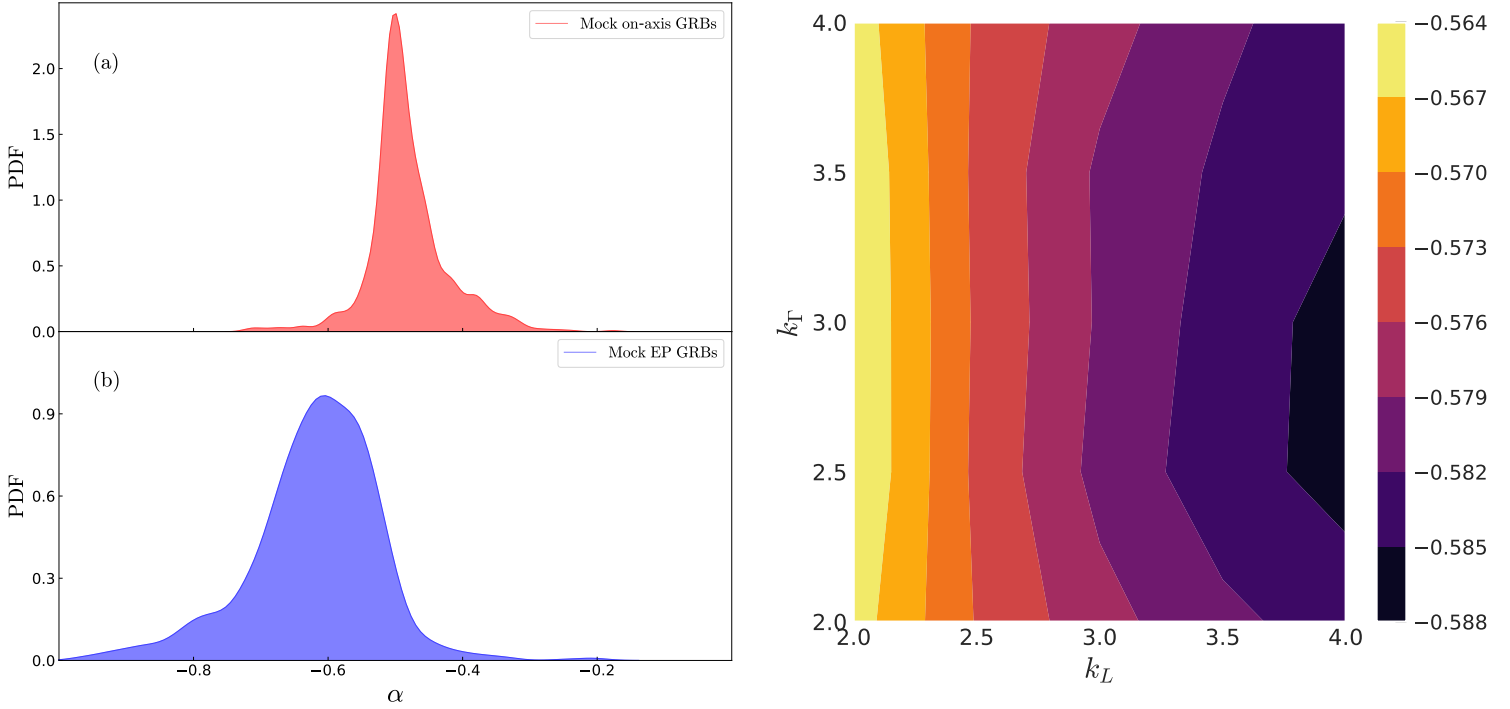 Mock on-axis GRBs
(a)
PDF
2.0
1.5
1.0
0.5
0.0
Mock EP GRBs
(b)
PDF
0.9
0.6
0.3
0.0
−0.8 −0.6 −0.4 −0.2
α
4.0
3.5
3.0
2.5
2.0
k_Γ
2.0 2.5 3.0 3.5 4.0
k_L
−0.564
−0.567
−0.570
−0.573
−0.576
−0.579
−0.582
−0.585
−0.588